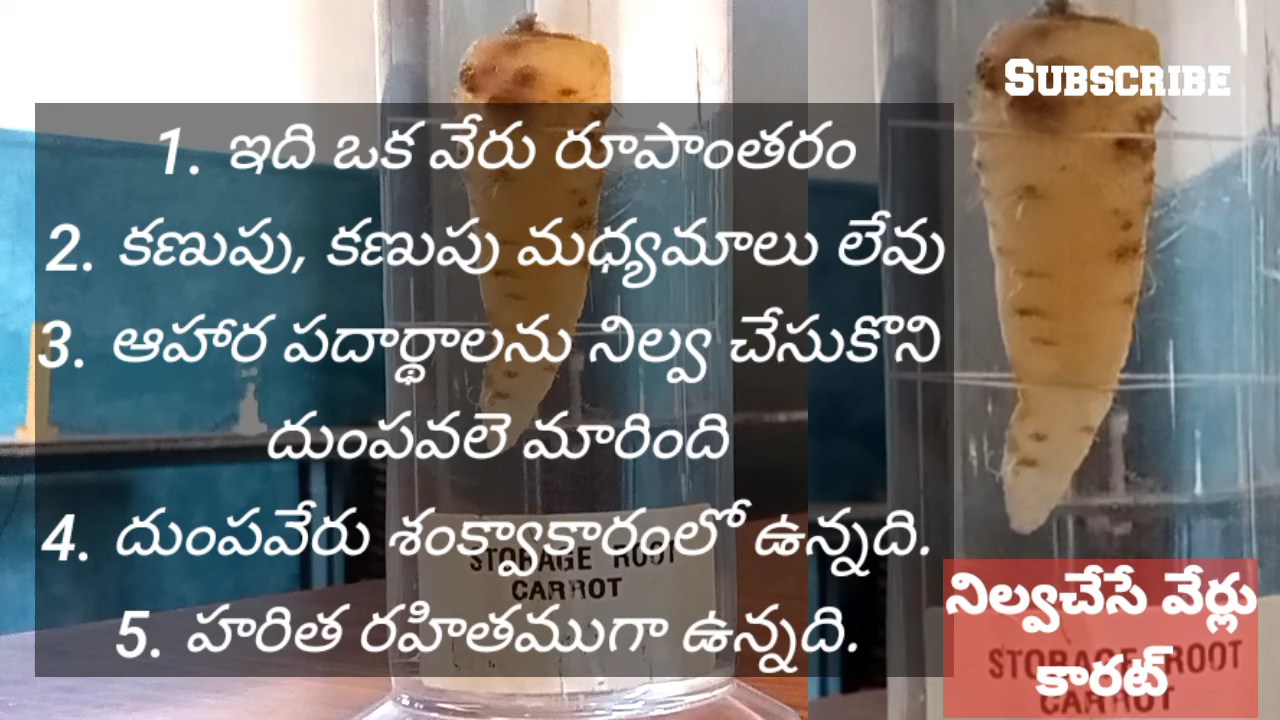 SUBSCRIBE
1. ఇది ఒక వేరు రూపాంతరం
2. కణుపు, కణుపు మధ్యమాలు లేవు
3. ఆహార పదార్థాలను నిల్వ చేసుకొని
దుంపవలె మారింది
4. దుంపవేరు శంక్వాకారంలో ఉన్నది.
5. హరిత రహితముగా ఉన్నది.
STORAGE ROOT
CARROT
నిల్వచేసే వేర్లు
కారట్
STORAGE ROOT
CARROT